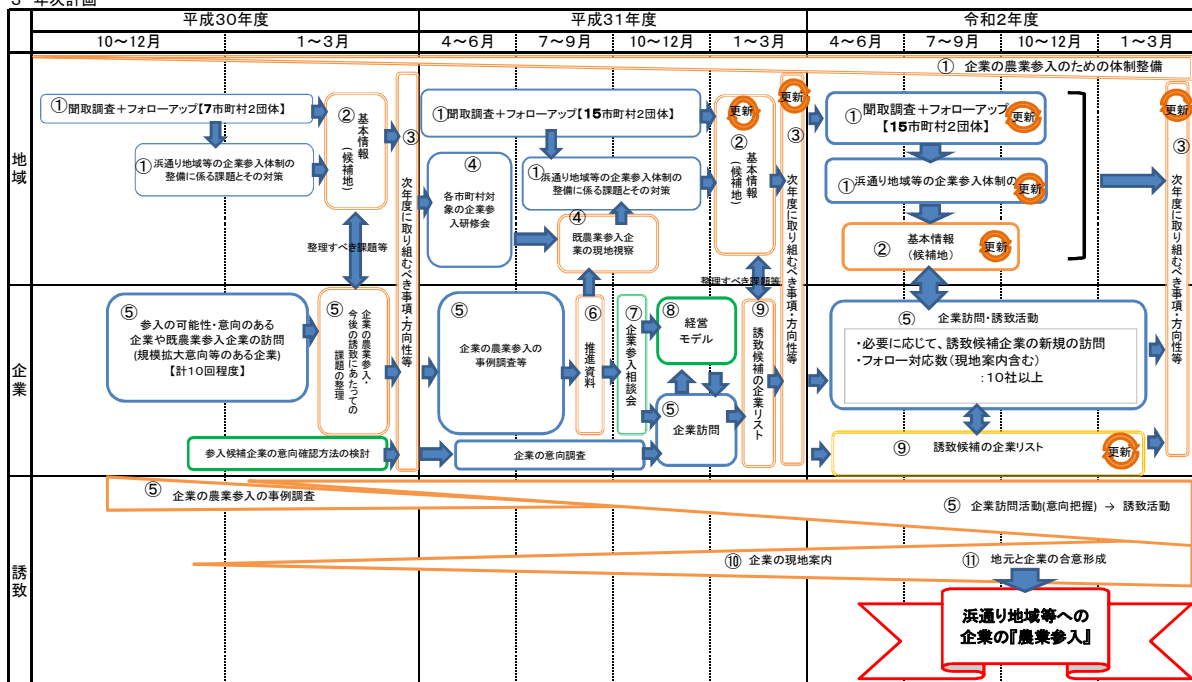 3 年次計画
平成30年度
平成31年度
令和2年度
10～12月
1～3月
4～6月
7～9月
10～12月
1～3月
4～6月
7～9月
10～12月
1～3月
地域
① 企業の農業参入のための体制整備
①聞取調査+フォローアップ【7市町村2団体】
①浜通り地域等の企業参入体制の
整備に係る課題とその対策
②
基本情報
(候補地)
③
次年度に取り組むべき事項・方向性等
整理すべき課題等
①聞取調査+フォローアップ【15市町村2団体】
④
各市町村対
象の企業参
入研修会
①浜通り地域等の企業参入体制の
整備に係る課題とその対策
④
既農業参入企
業の現地視察
更新
②
基本情報
(候補地)
整理すべき課題等
更新
③
次年度に取り組むべき事項・方向性等
①聞取調査+フォローアップ
【15市町村2団体】
更新
①浜通り地域等の企業参入体制の
更新
②
基本情報
(候補地)
更新
更新
③
次年度に取り組むべき事項・方向性等
企業
⑤
参入の可能性・意向のある
企業や既農業参入企業の訪問
(規模拡大意向等のある企業)
【計10回程度】
⑤
企業の農業参入・
今後の誘致にあたっての
課題の整理
参入候補企業の意向確認方法の検討
⑤
企業の農業参入の
事例調査等
⑥
推進資料
⑦
企業参入相談会
⑧
経営
モデル
⑤
企業訪問
⑨
誘致候補の企業リスト
企業の意向調査
⑤ 企業訪問・誘致活動
・必要に応じて、誘致候補企業の新規の訪問
・フォロー対応数(現地案内含む)
:10社以上
⑨ 誘致候補の企業リスト
更新
誘致
⑤ 企業の農業参入の事例調査
⑤ 企業訪問活動(意向把握) → 誘致活動
⑩ 企業の現地案内
⑪ 地元と企業の合意形成
浜通り地域等への
企業の『農業参入』